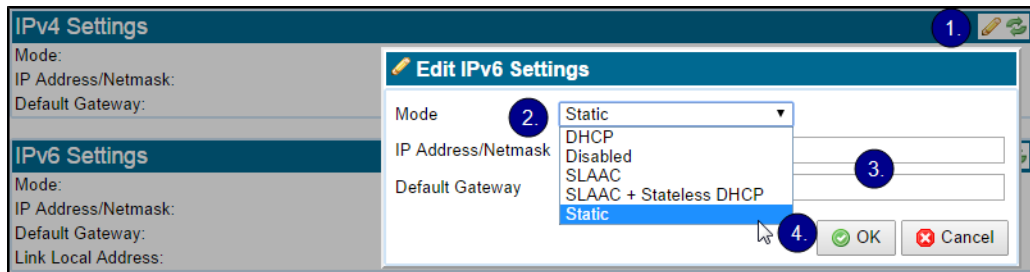 IPv4 Settings
1.
Mode:
IP Address/Netmask:
Default Gateway:
IPv6 Settings
Mode:
IP Address/Netmask:
Default Gateway:
Link Local Address:
Edit IPv6 Settings
Mode
2.
Static
DHCP
Disabled
SLAAC
SLAAC + Stateless DHCP
Static
IP Address/Netmask
Default Gateway
3.
4.
OK
Cancel